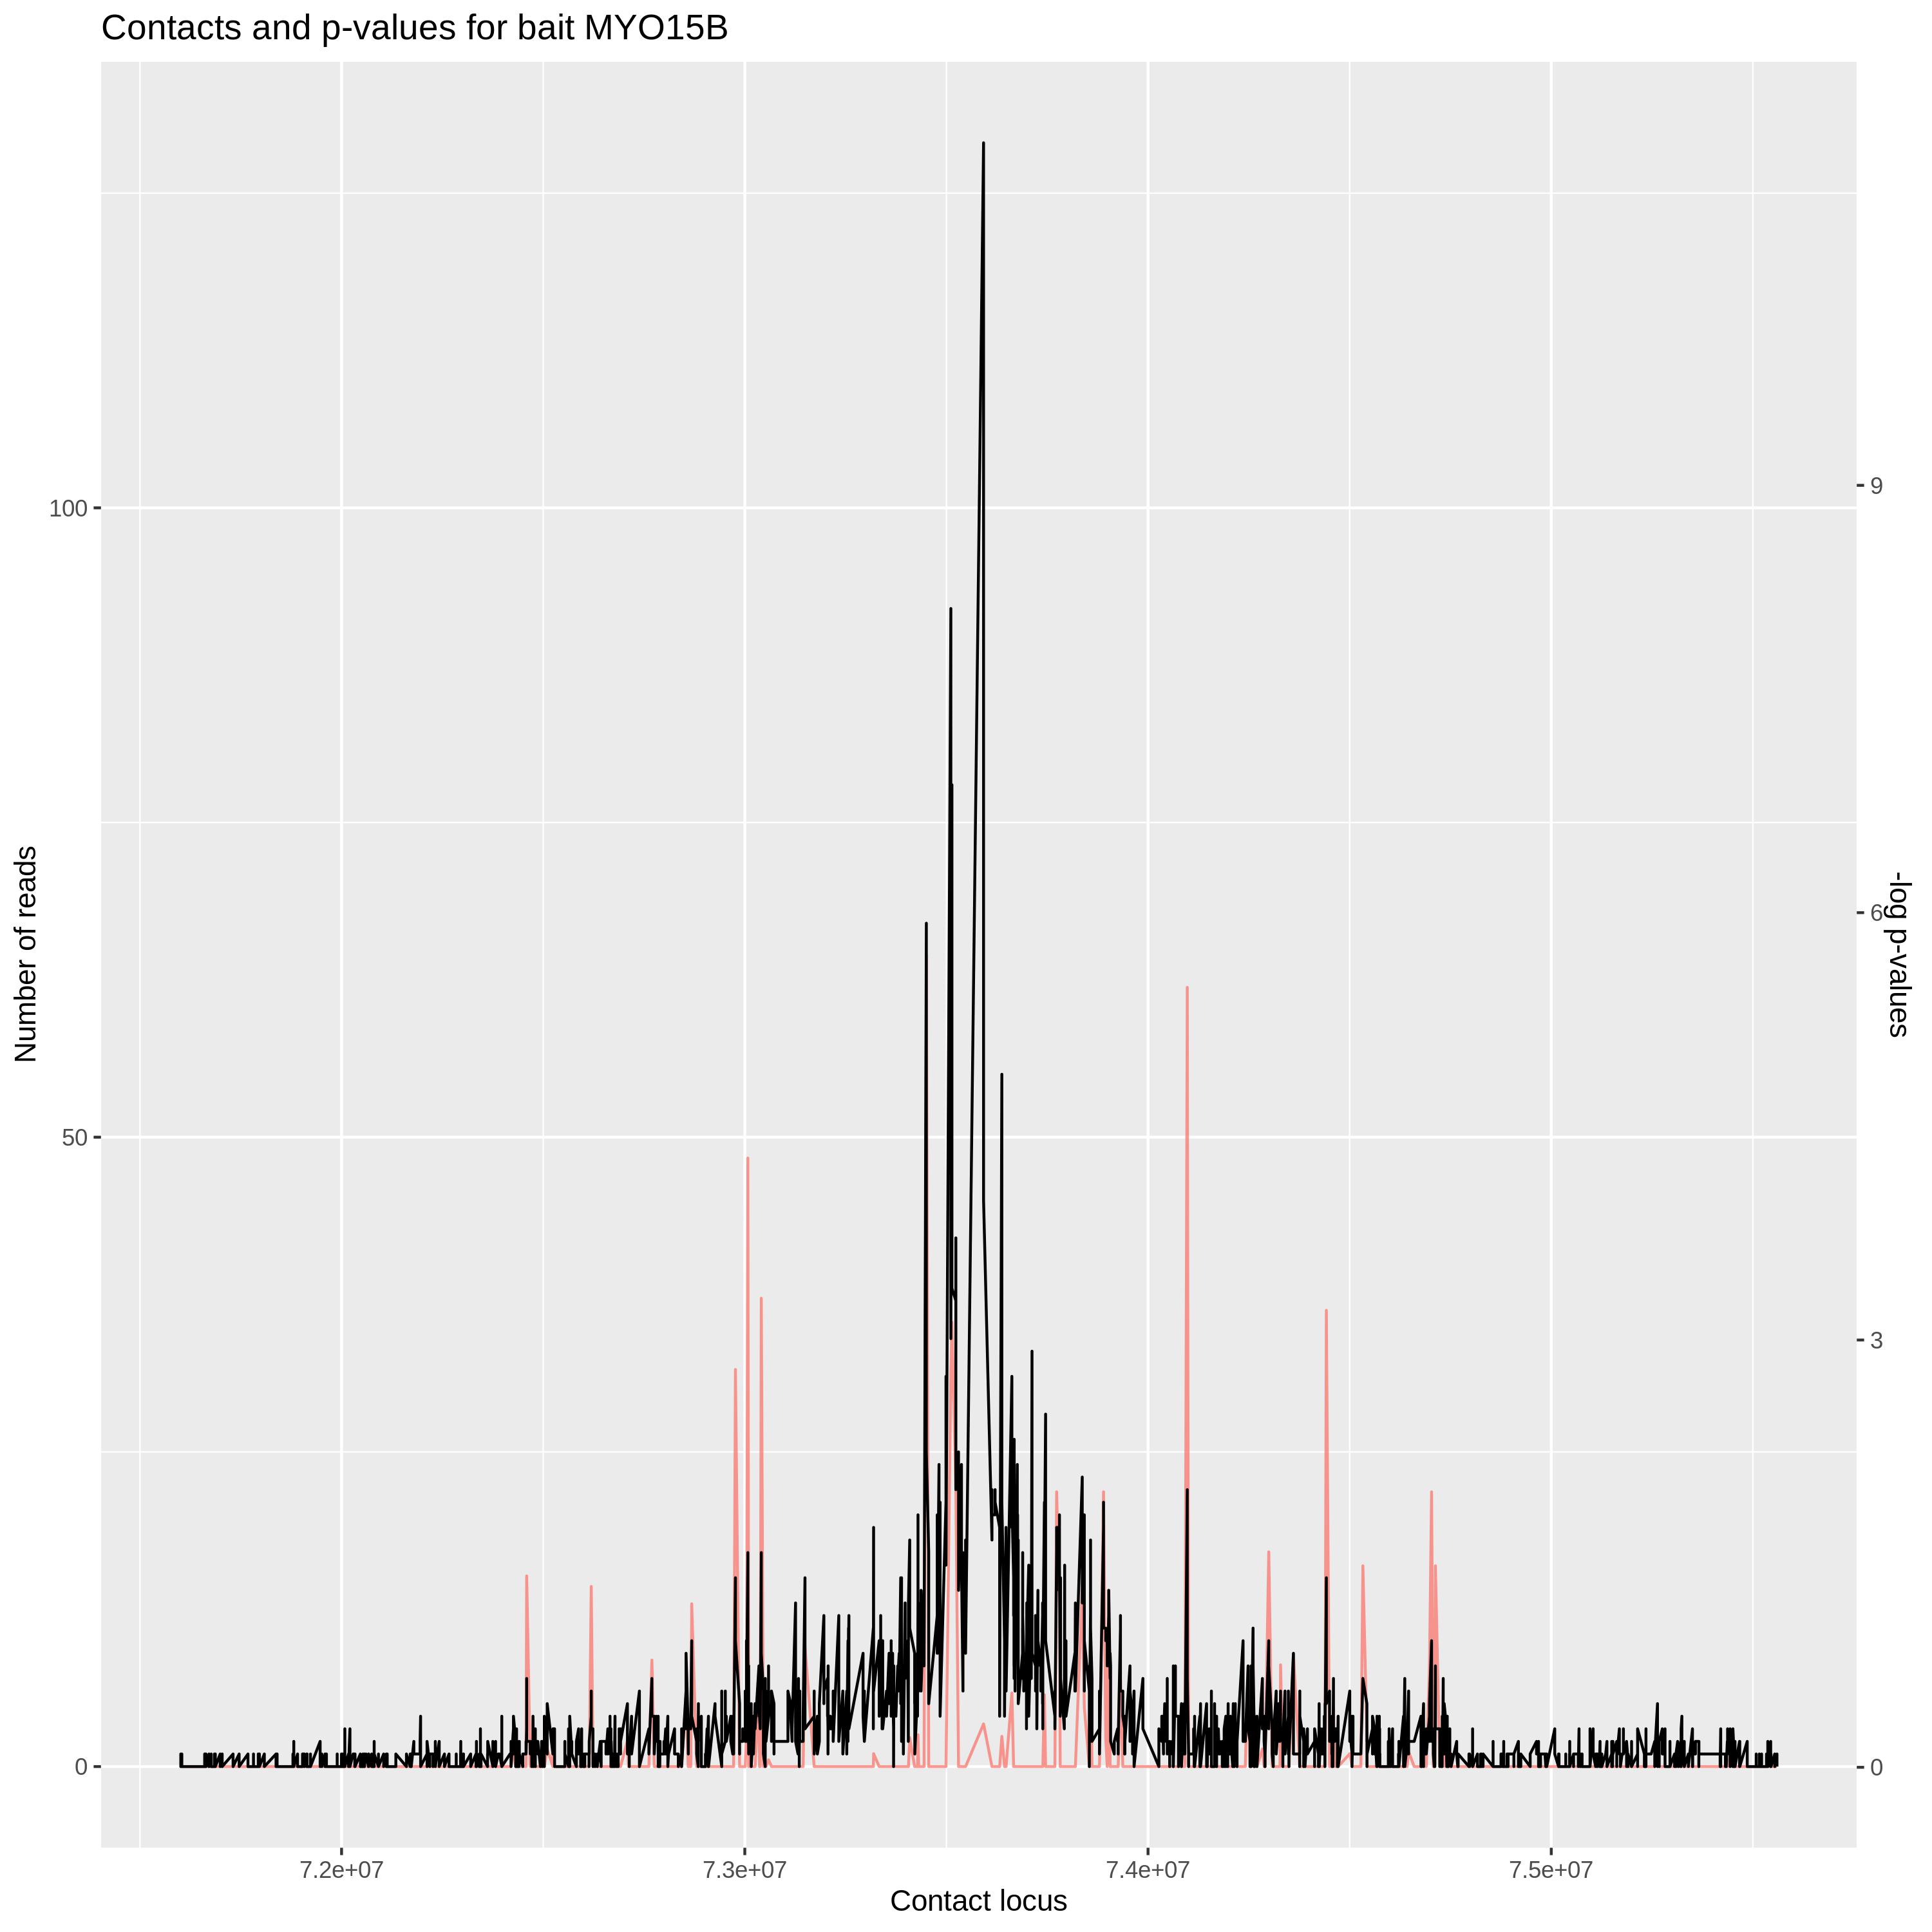 Contacts and p-values for bait MYO15B
Number of reads
100
50
0
9
6
3
0
-log p-values
7.2e+07
7.3e+07
7.4e+07
7.5e+07
Contact locus